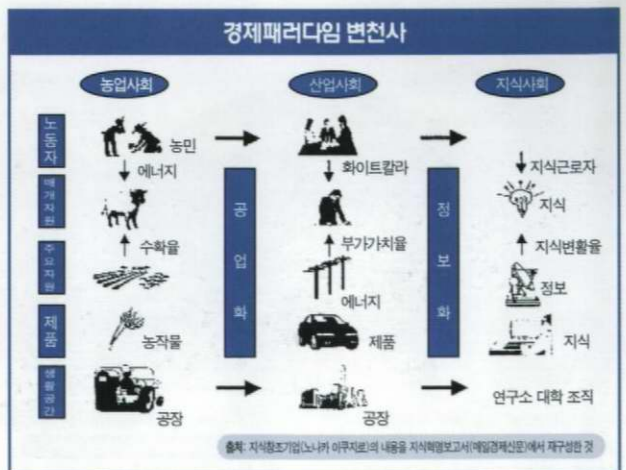 경제패러다임 변천사
농업사회
산업사회
지식사회
노동자
농민
에너지
화이트칼라
지식근로자
매개자원
지식
공업화
정보화
수확율
부가가치율
지식변활율
주요자원
에너지
정보
제품
농작물
제품
지식
생활공간
공장
공장
연구소 대학 조직
출처: 지식창조기업(노나카 이쿠지로)의 내용을 지식혁명보고서(매일경제신문)에서 재구성한 것